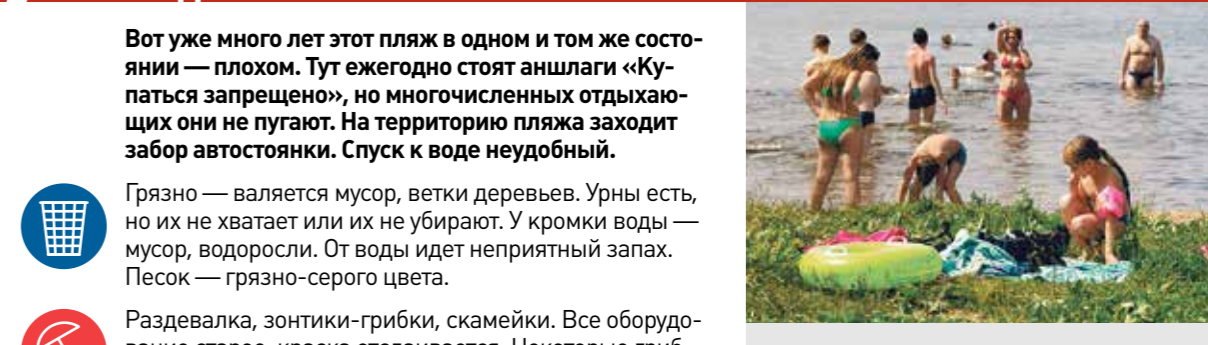 Вот уже много лет этот пляж в одном и том же состо-
янии — плохом. Тут ежегодно стоят аншлаги «Ку-
паться запрещено», но многочисленных отдыхаю-
щих они не пугают. На территорию пляжа заходит
забор автостоянки. Спуск к воде неудобный.
Грязно — валяется мусор, ветки деревьев. Урны есть,
но их не хватает или их не убирают. У кромки воды —
мусор, водоросли. От воды идет неприятный запах.
Песок — грязно-серого цвета.
Раздевалка, зонтики-грибки, скамейки. Все оборудо-